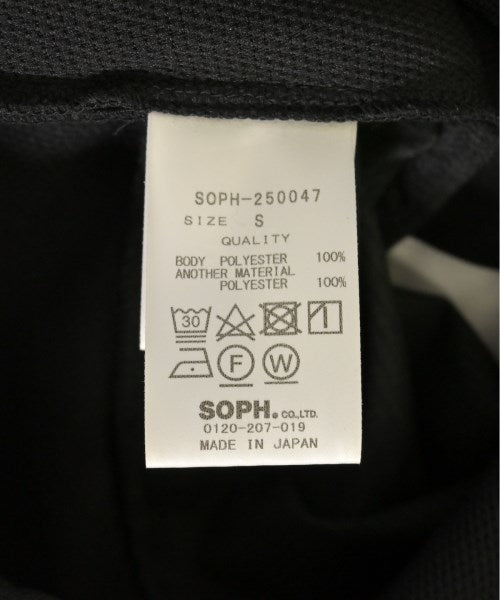 SOPH-250047
SIZE S
QUALITY
BODY POLYESTER 100%
ANOTHER MATERIAL
POLYESTER 100%
30
F W
SOPH. CO.,LTD.
0120-207-019
MADE IN JAPAN